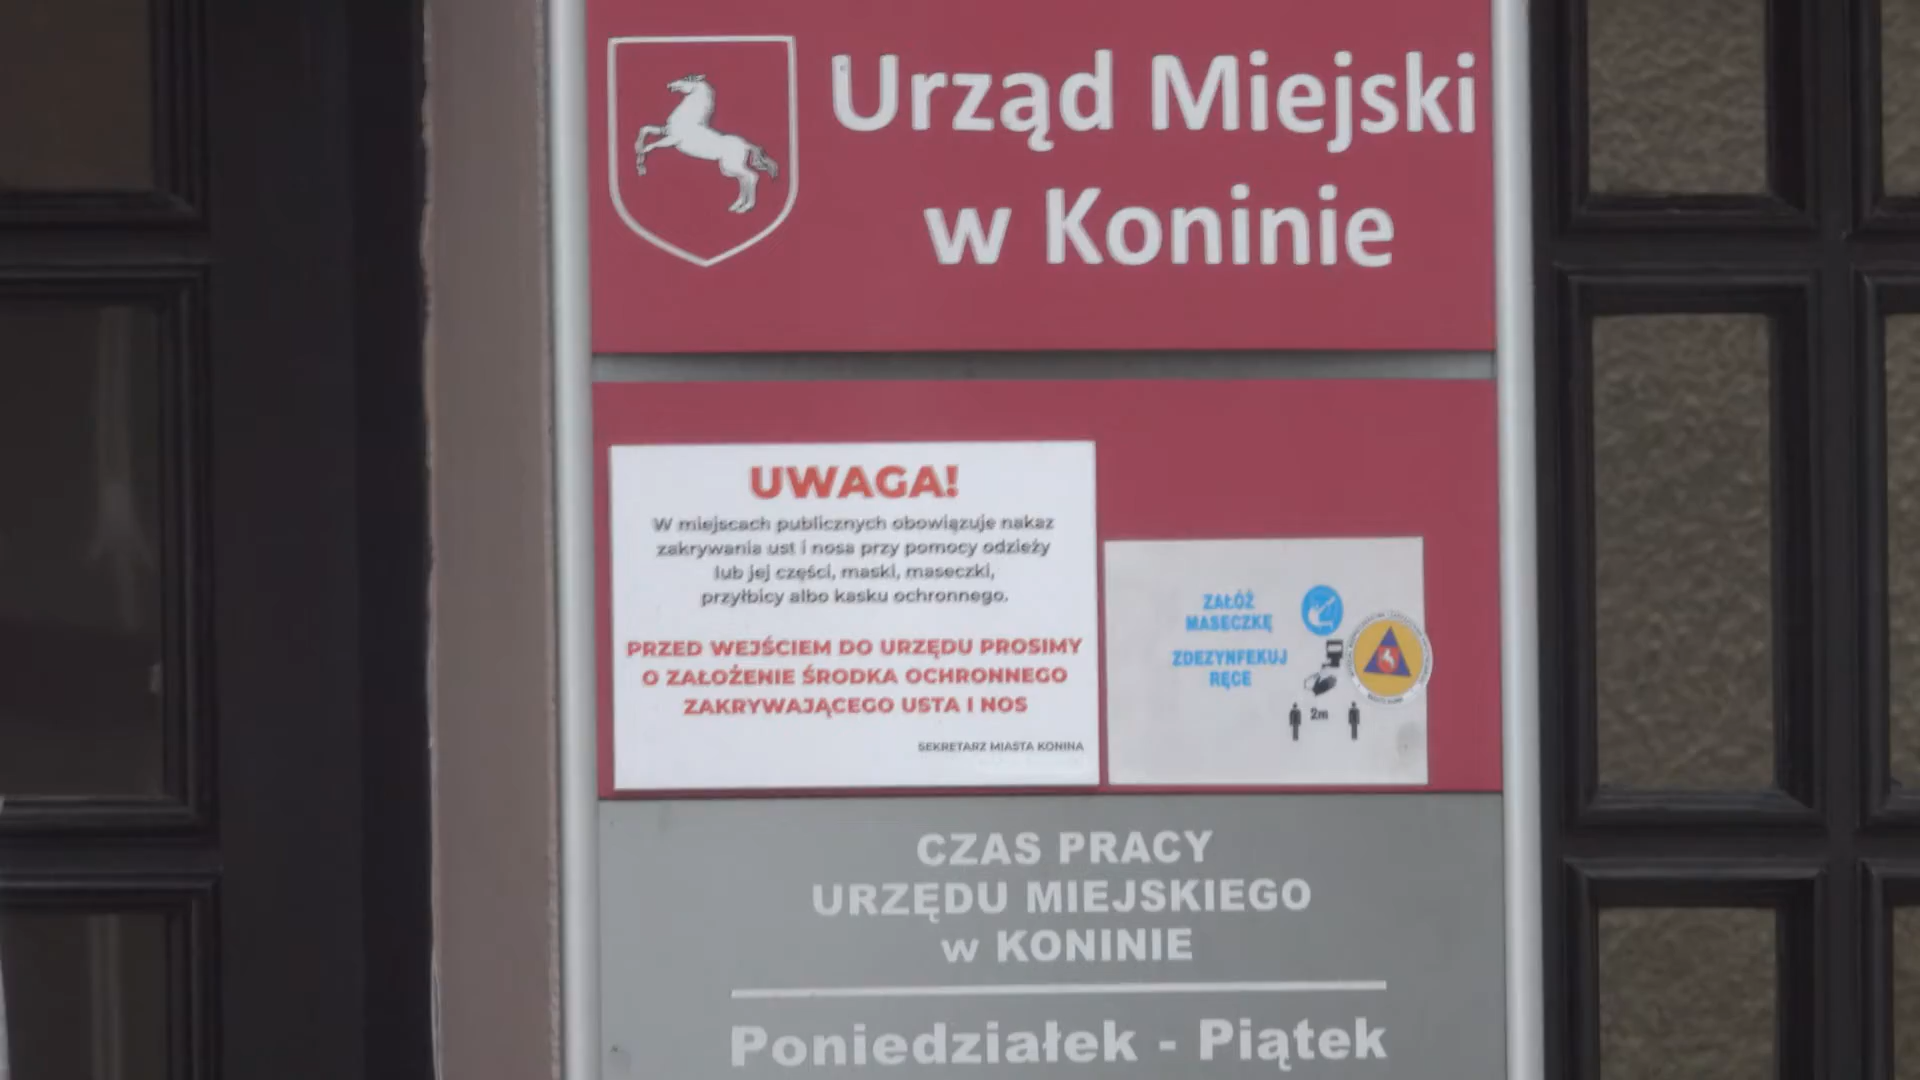 Urząd Miejski
w Koninie
UWAGA!
W miejscach publicznych obowiązuje nakaz
zakrywania ust i nosa przy pomocy odzieży
lub jej części, maski, maseczki,
przyłbicy albo kasku ochronnego.
PRZED WEJŚCIEM DO URZĘDU PROSIMY
O ZAŁOŻENIE ŚRODKA OCHRONNEGO
ZAKRYWAJĄCEGO USTA I NOS
SEKRETARZ MIASTA KONINA
ZAŁÓŻ
MASECZKĘ
ZDEZYNFEKUJ
RĘCE
2m
CZAS PRACY
URZĘDU MIEJSKIEGO
w KONINIE
Poniedziałek - Piątek